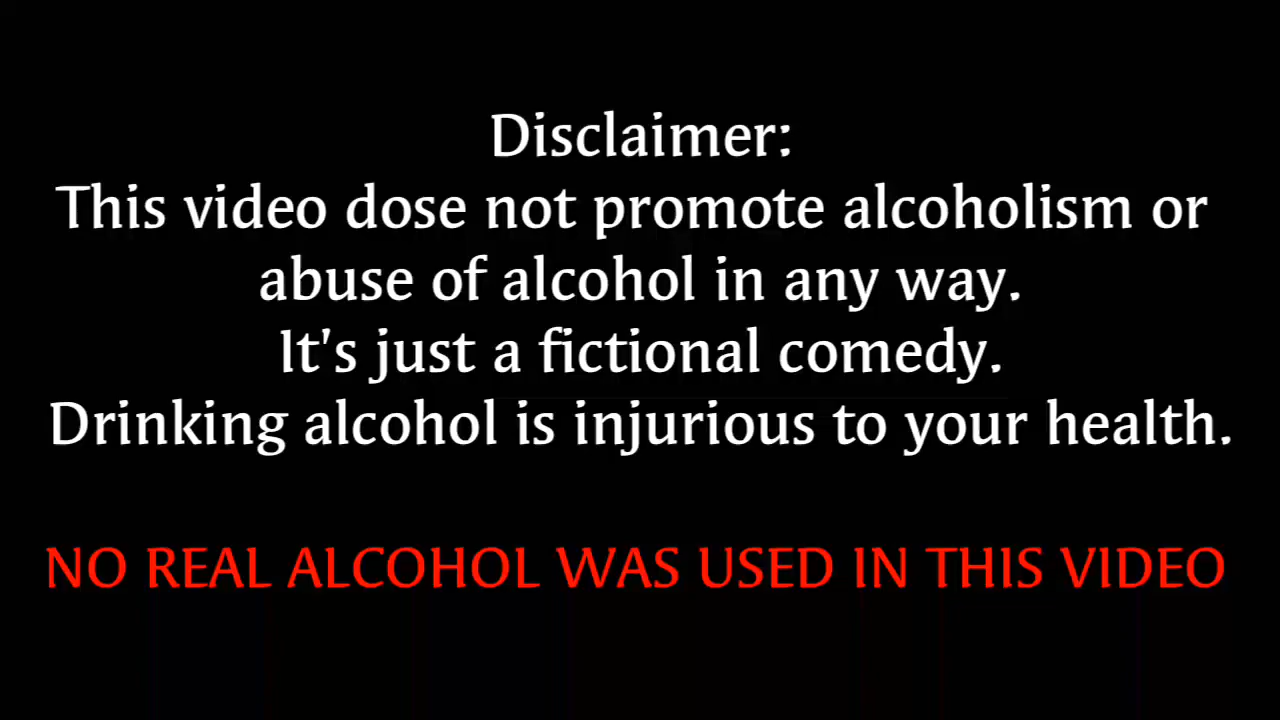 Disclaimer:
This video dose not promote alcoholism or
abuse of alcohol in any way.
It's just a fictional comedy.
Drinking alcohol is injurious to your health.
NO REAL ALCOHOL WAS USED IN THIS VIDEO